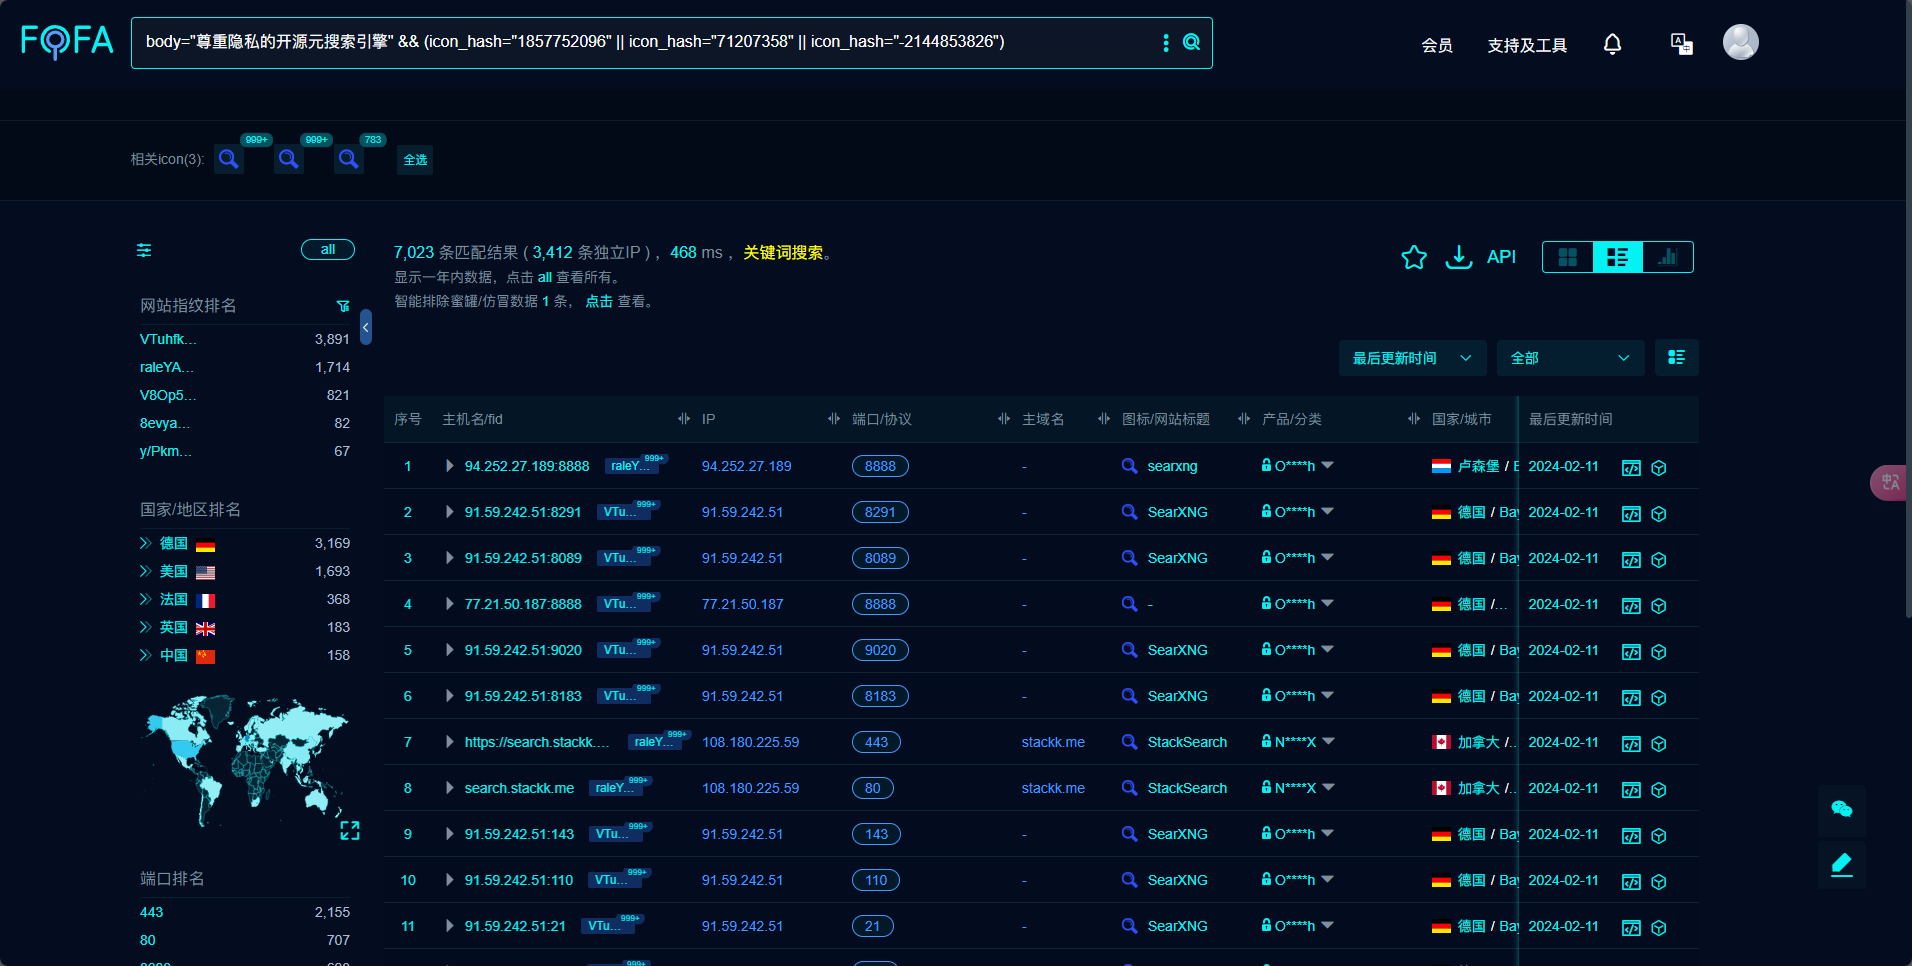 FOFA
body="尊重隐私的开源元搜索引擎" && (icon_hash="1857752096" || icon_hash="71207358" || icon_hash="-2144853826")
会员 支持及工具
相关icon(3): 999+ 999+ 783 全选
all
7,023 条匹配结果 ( 3,412 条独立IP ) ， 468 ms ， 关键词搜索。
显示一年内数据，点击 all 查看所有。
智能排除蜜罐/仿冒数据 1 条， 点击 查看。
API
网站指纹排名
VTuhfk... 3,891
raleYA... 1,714
V8Op5... 821
8evya... 82
y/Pkm... 67
国家/地区排名
德国 3,169
美国 1,693
法国 368
英国 183
中国 158
端口排名
443 2,155
80 707
最后更新时间 全部
序号 主机名/fid IP 端口/协议 主域名 图标/网站标题 产品/分类 国家/城市 最后更新时间
1 94.252.27.189:8888 raleY... 999+ 94.252.27.189 8888 - searxng O****h 卢森堡 / E 2024-02-11
2 91.59.242.51:8291 VTu... 999+ 91.59.242.51 8291 - SearXNG O****h 德国 / Bay 2024-02-11
3 91.59.242.51:8089 VTu... 999+ 91.59.242.51 8089 - SearXNG O****h 德国 / Bay 2024-02-11
4 77.21.50.187:8888 VTu... 999+ 77.21.50.187 8888 - - O****h 德国 /... 2024-02-11
5 91.59.242.51:9020 VTu... 999+ 91.59.242.51 9020 - SearXNG O****h 德国 / Bay 2024-02-11
6 91.59.242.51:8183 VTu... 999+ 91.59.242.51 8183 - SearXNG O****h 德国 / Bay 2024-02-11
7 https://search.stackk.... raleY... 999+ 108.180.225.59 443 stackk.me StackSearch N****X 加拿大 /.. 2024-02-11
8 search.stackk.me raleY... 999+ 108.180.225.59 80 stackk.me StackSearch N****X 加拿大 /.. 2024-02-11
9 91.59.242.51:143 VTu... 999+ 91.59.242.51 143 - SearXNG O****h 德国 / Bay 2024-02-11
10 91.59.242.51:110 VTu... 999+ 91.59.242.51 110 - SearXNG O****h 德国 / Bay 2024-02-11
11 91.59.242.51:21 VTu... 999+ 91.59.242.51 21 - SearXNG O****h 德国 / Bay 2024-02-11
999+